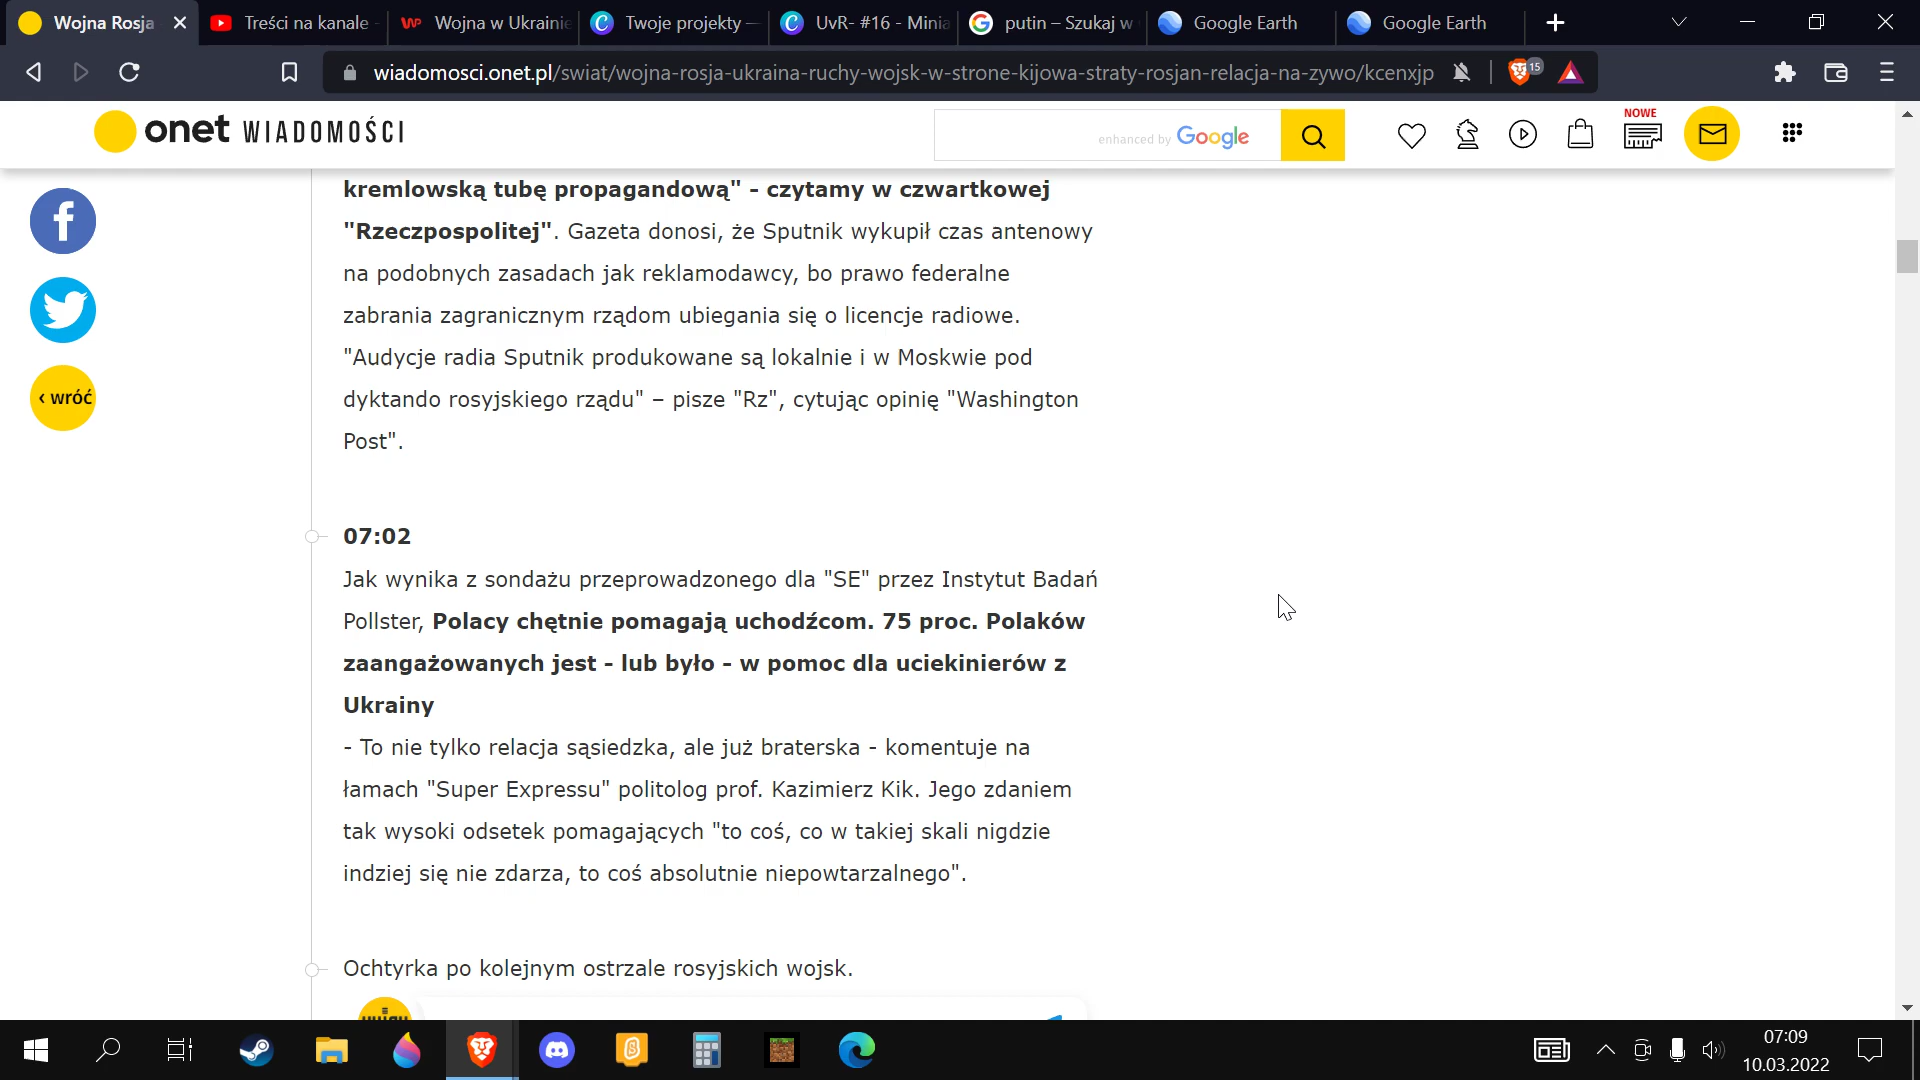 Wojna Rosja
Treści na kanale -
Wojna w Ukrainie
Twoje projekty –
UvR- #16 - Minia
putin – Szukaj w
Google Earth
Google Earth
wiadomosci.onet.pl/swiat/wojna-rosja-ukraina-ruchy-wojsk-w-strone-kijowa-straty-rosjan-relacja-na-zywo/kcenxjp
15
onet WIADOMOŚCI
enhanced by Google
NOWE
kremlowską tubę propagandową" - czytamy w czwartkowej
"Rzeczpospolitej". Gazeta donosi, że Sputnik wykupił czas antenowy
na podobnych zasadach jak reklamodawcy, bo prawo federalne
zabrania zagranicznym rządom ubiegania się o licencje radiowe.
"Audycje radia Sputnik produkowane są lokalnie i w Moskwie pod
dyktando rosyjskiego rządu" – pisze "Rz", cytując opinię "Washington
Post".
‹ wróć
07:02
Jak wynika z sondażu przeprowadzonego dla "SE" przez Instytut Badań
Pollster, Polacy chętnie pomagają uchodźcom. 75 proc. Polaków
zaangażowanych jest - lub było - w pomoc dla uciekinierów z
Ukrainy
- To nie tylko relacja sąsiedzka, ale już braterska - komentuje na
łamach "Super Expressu" politolog prof. Kazimierz Kik. Jego zdaniem
tak wysoki odsetek pomagających "to coś, co w takiej skali nigdzie
indziej się nie zdarza, to coś absolutnie niepowtarzalnego".
Ochtyrka po kolejnym ostrzale rosyjskich wojsk.
07:09
10.03.2022